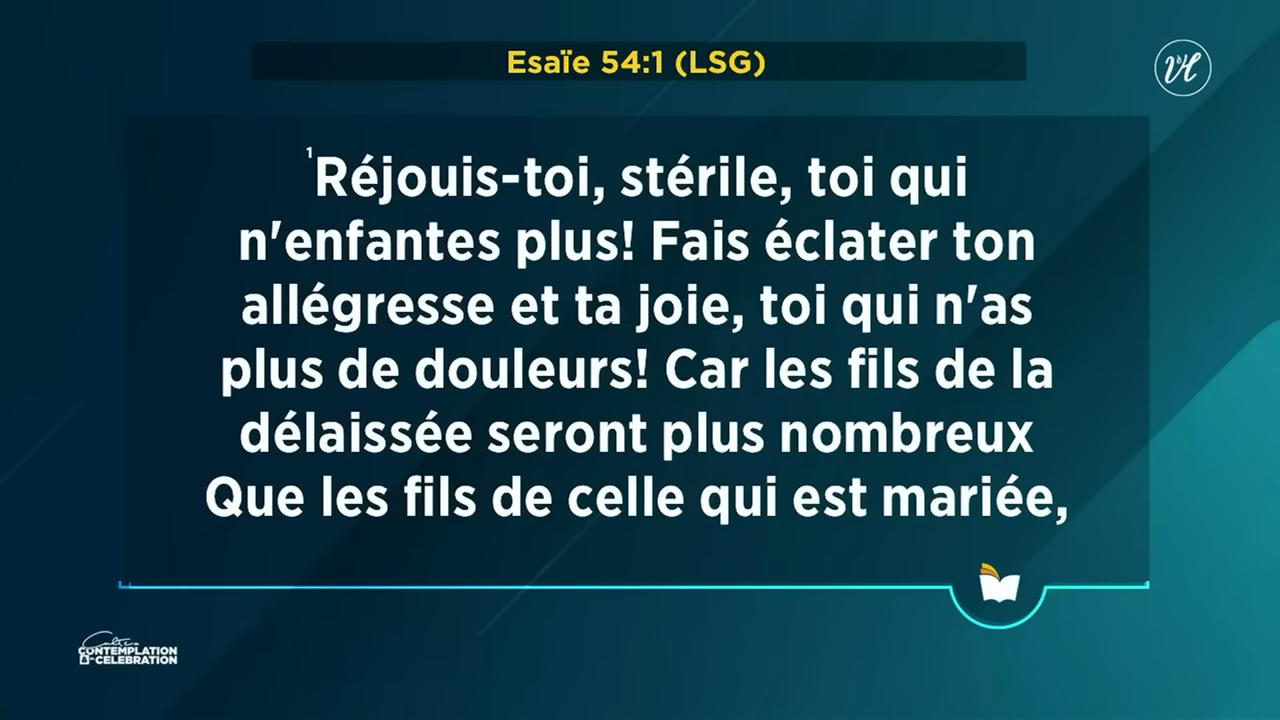 Esaïe 54:1 (LSG)
¹Réjouis-toi, stérile, toi qui
n'enfantes plus! Fais éclater ton
allégresse et ta joie, toi qui n'as
plus de douleurs! Car les fils de la
délaissée seront plus nombreux
Que les fils de celle qui est mariée,
Culte
CONTEMPLATION
CELEBRATION